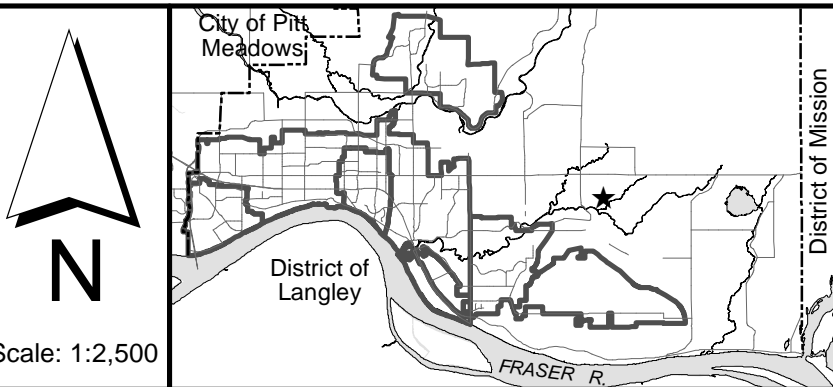 City of Pitt
Meadows
District of Mission
District of
Langley
FRASER R.
N
Scale: 1:2,500